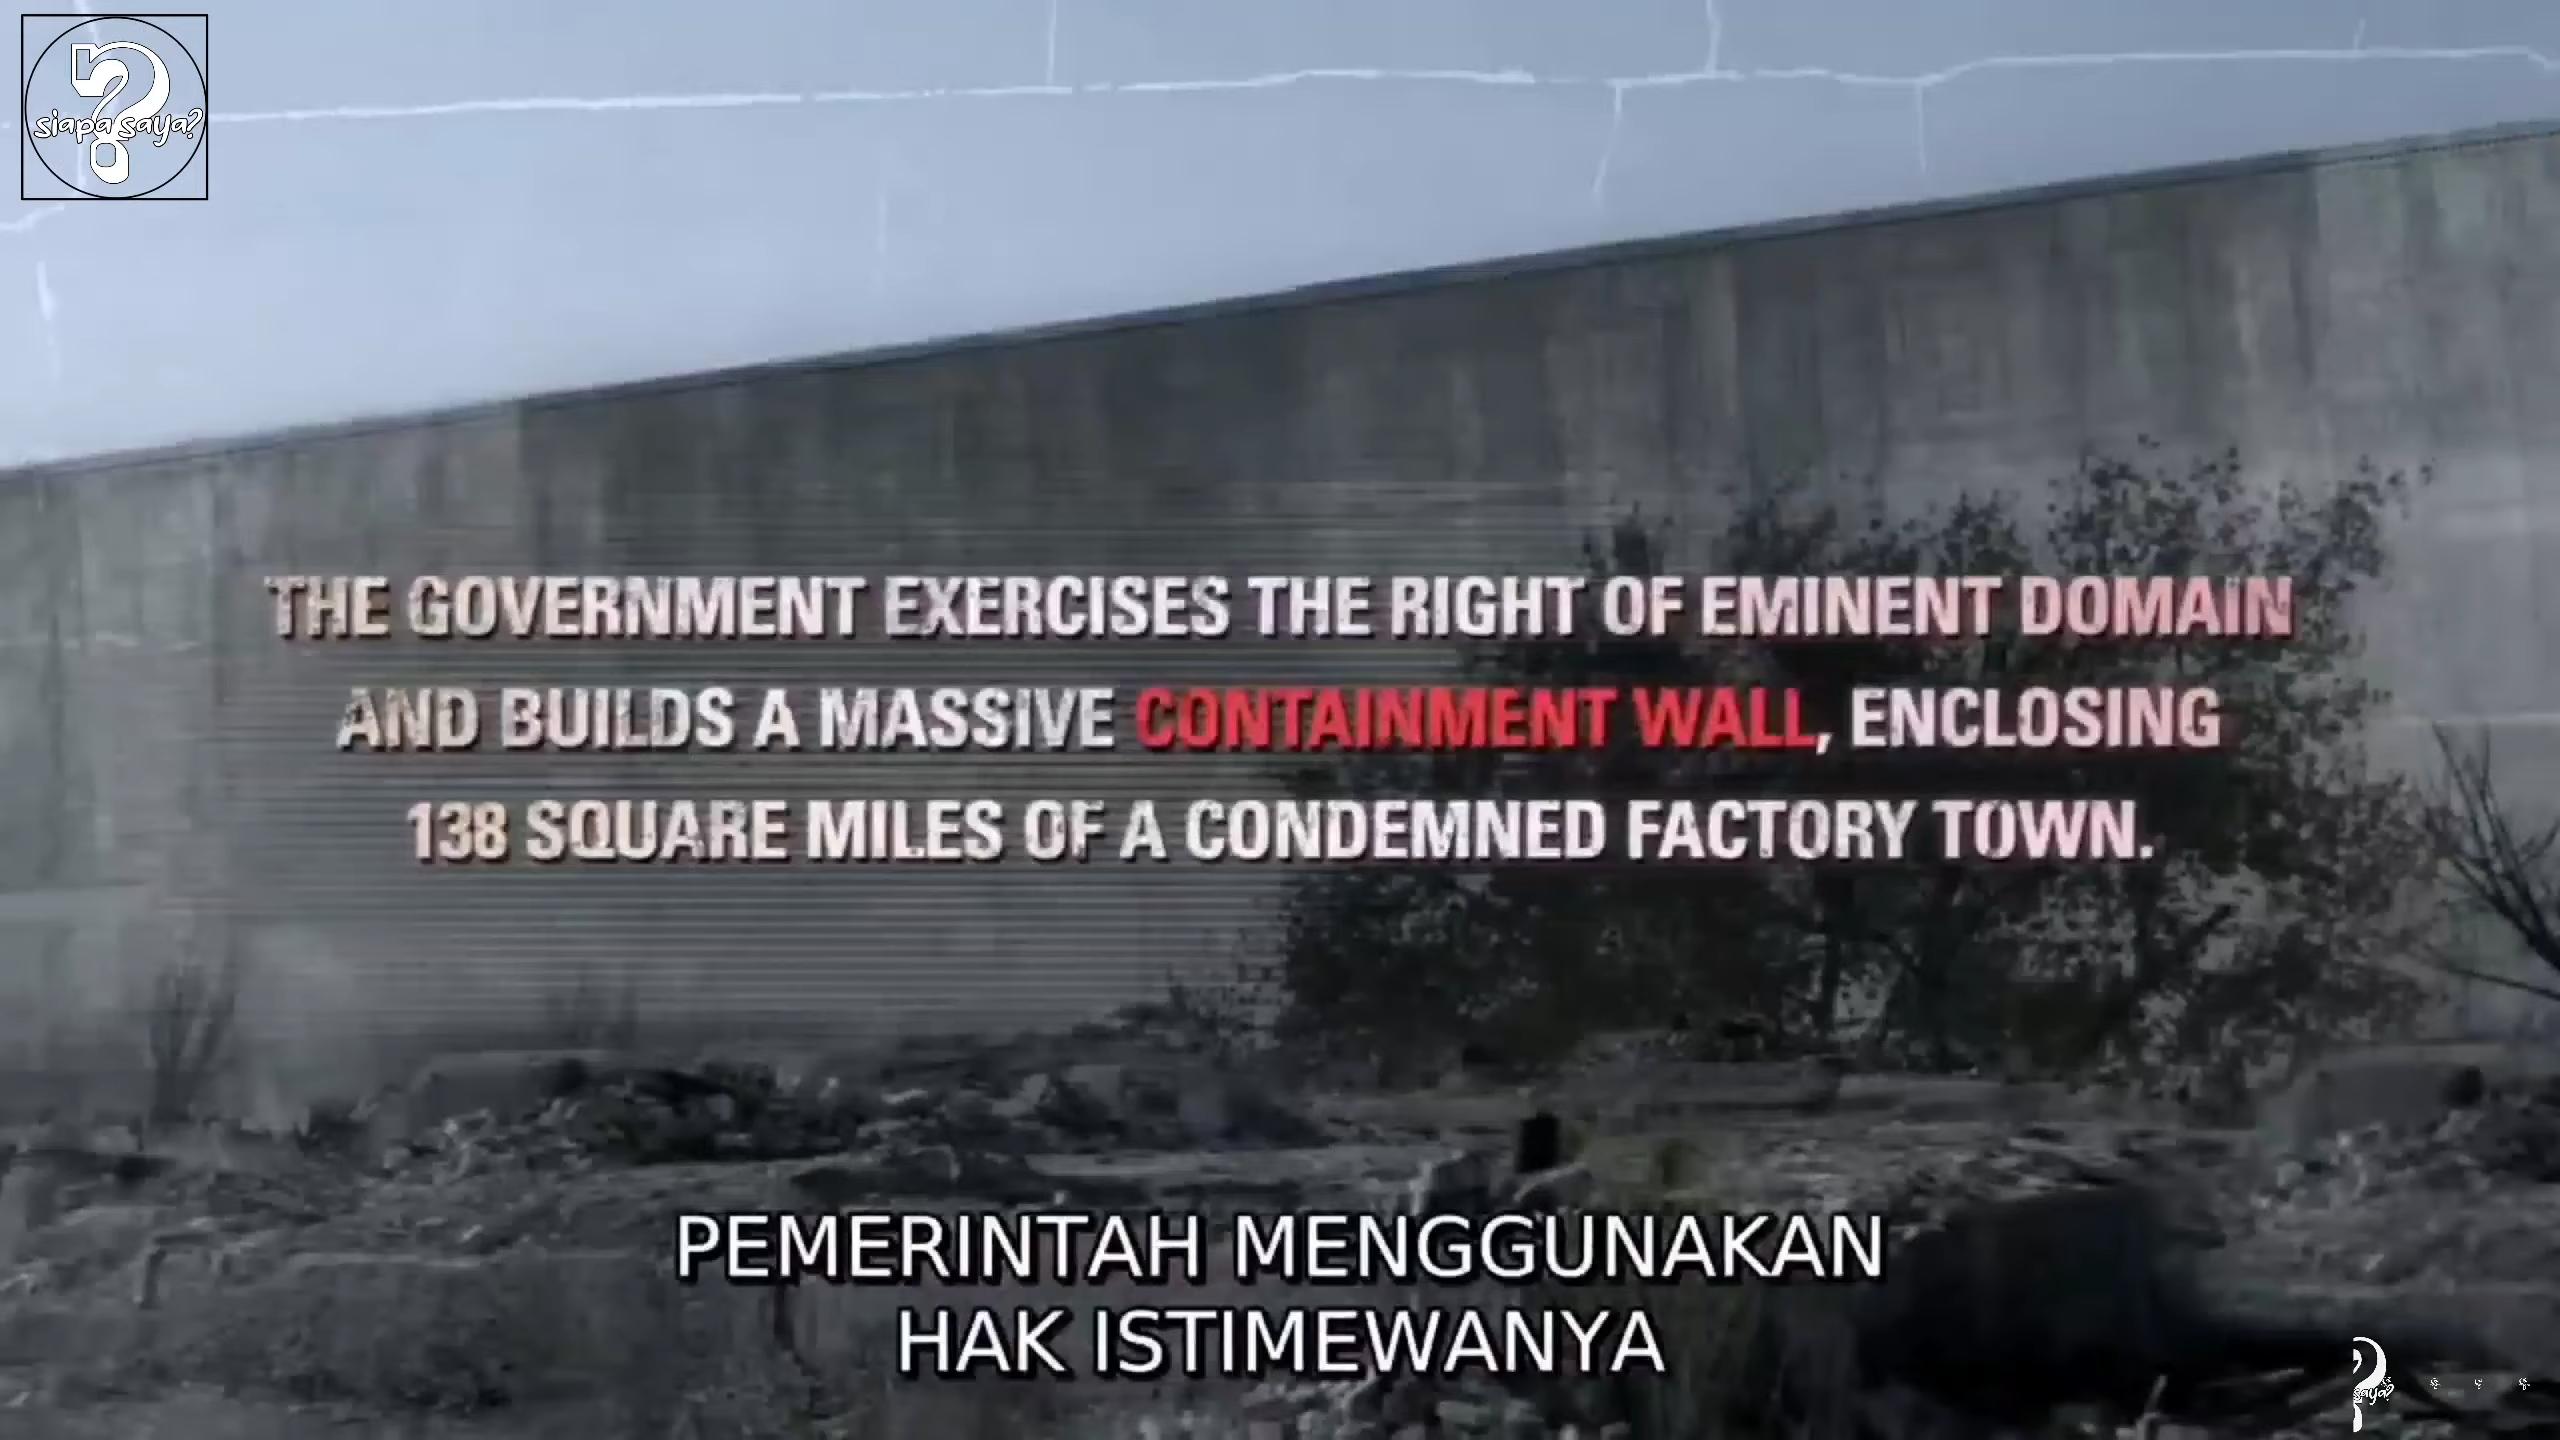 siapa saya?
THE GOVERNMENT EXERCISES THE RIGHT OF EMINENT DOMAIN
AND BUILDS A MASSIVE CONTAINMENT WALL, ENCLOSING
138 SQUARE MILES OF A CONDEMNED FACTORY TOWN.
PEMERINTAH MENGGUNAKAN
HAK ISTIMEWANYA
saya?